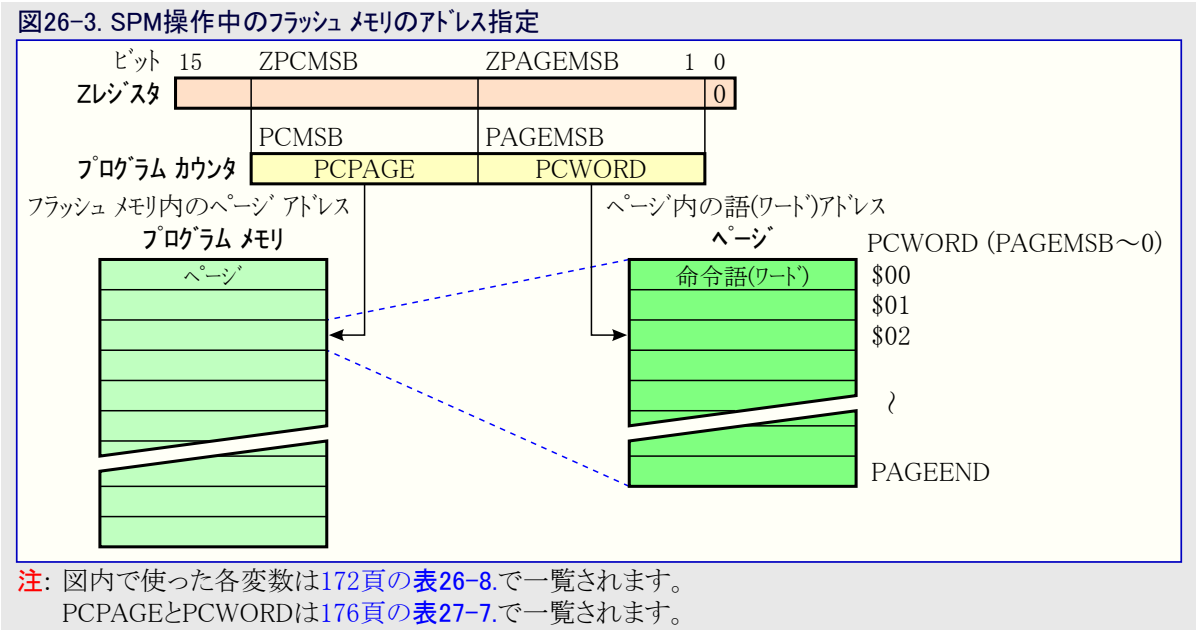 図26-3. SPM操作中のフラッシュ メモリのアドレス指定
ビット 15 ZPCMSB ZPAGEMSB 1 0
Zレジスタ 0
PCMSB PAGEMSB
プログラム カウンタ PCPAGE PCWORD
フラッシュ メモリ内のページ アドレス ページ内の語(ワード)アドレス
プログラム メモリ ページ PCWORD (PAGEMSB～0)
ページ 命令語(ワード) $00
$01
$02
～
PAGEEND
注: 図内で使った各変数は172頁の表26-8.で一覧されます。
PCPAGEとPCWORDは176頁の表27-7.で一覧されます。